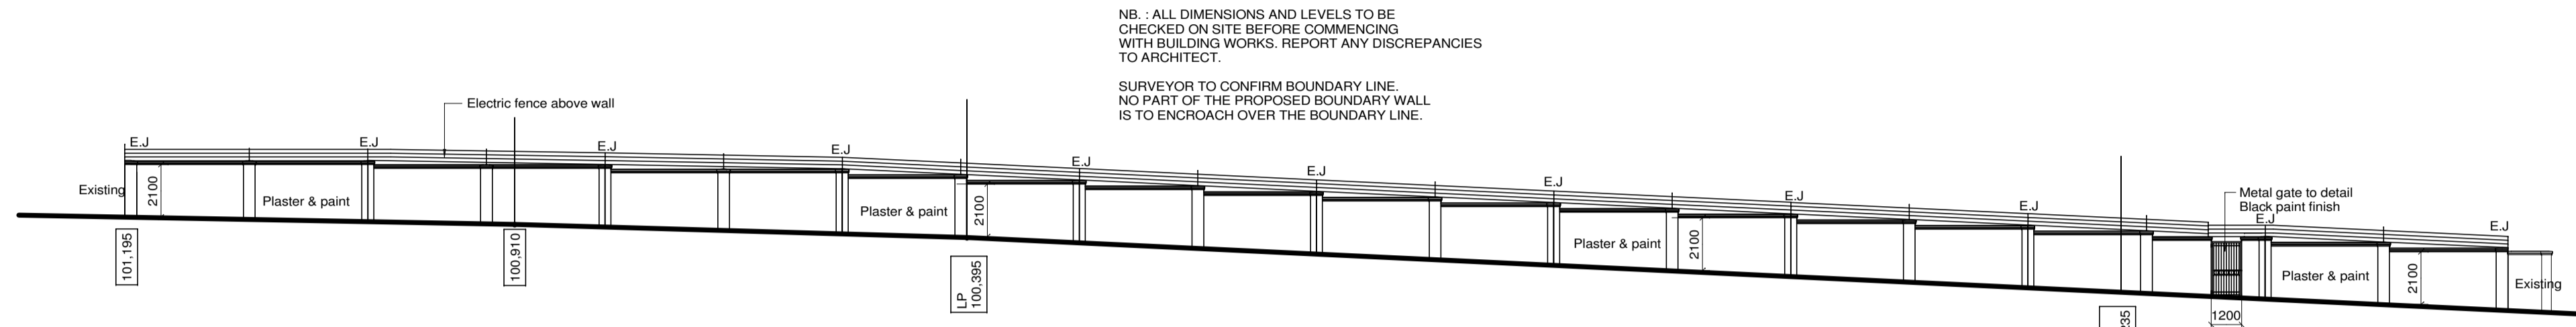 NB. : ALL DIMENSIONS AND LEVELS TO BE
CHECKED ON SITE BEFORE COMMENCING
WITH BUILDING WORKS. REPORT ANY DISCREPANCIES
TO ARCHITECT.
SURVEYOR TO CONFIRM BOUNDARY LINE.
NO PART OF THE PROPOSED BOUNDARY WALL
IS TO ENCROACH OVER THE BOUNDARY LINE.
Electric fence above wall
E.J
E.J
E.J
E.J
E.J
E.J
E.J
E.J
E.J
E.J
E.J
Metal gate to detail
Black paint finish
Existing
2100
Plaster & paint
Plaster & paint
2100
Plaster & paint
2100
Plaster & paint
2100
Existing
101,195
100,910
LP
100,395
1200